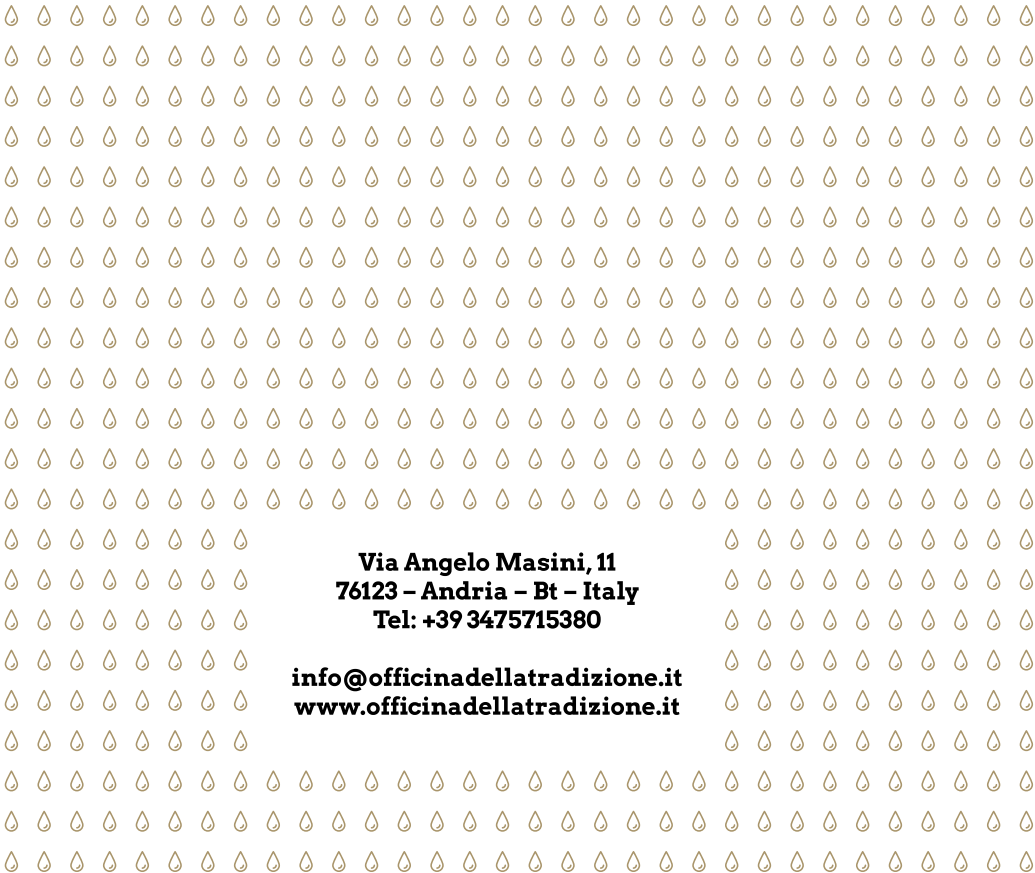 Via Angelo Masini, 11
76123 – Andria – Bt – Italy
Tel: +39 3475715380
info@officinadellatradizione.it
www.officinadellatradizione.it